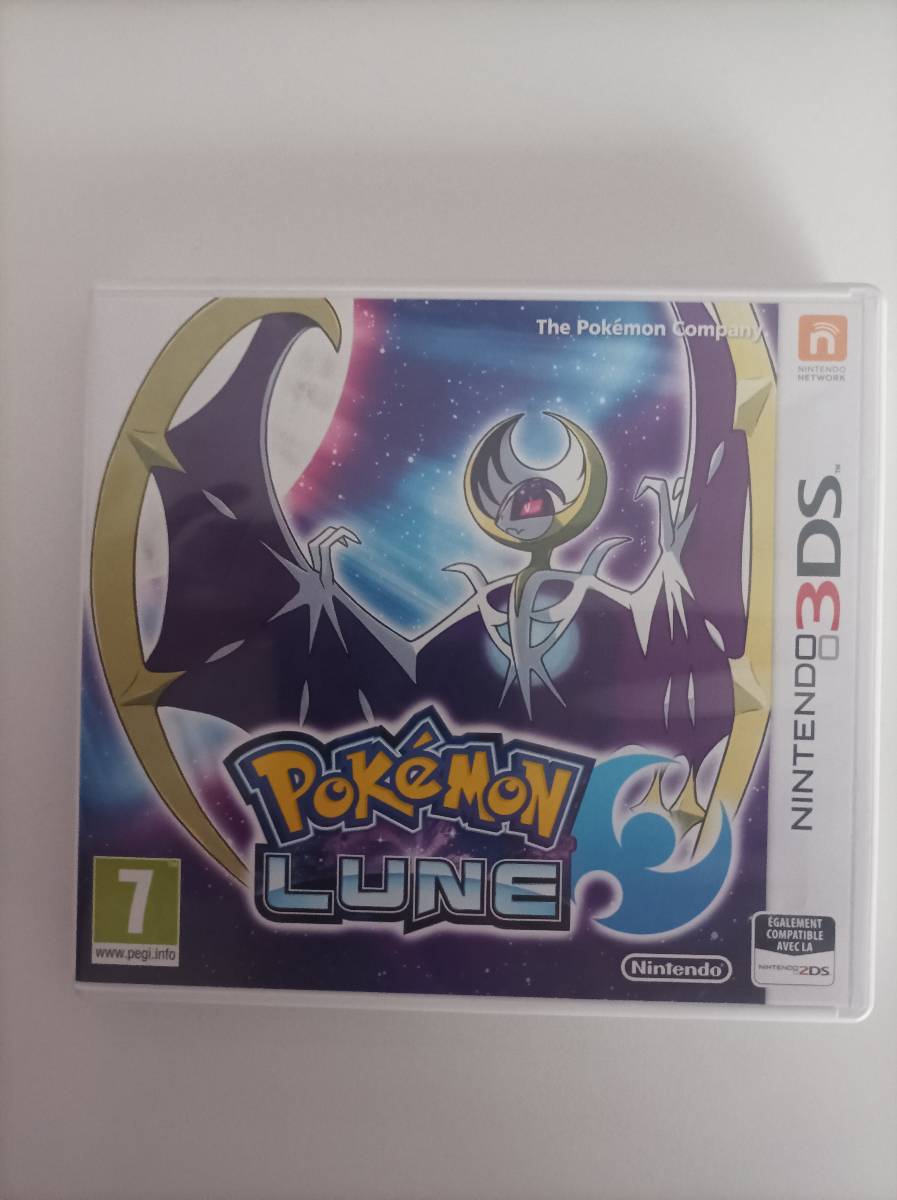 The Pokémon Company
NINTENDO
NETWORK
NINTENDO 3DS™
POKéMON
LUNE
7
www.pegi.info
Nintendo
ÉGALEMENT
COMPATIBLE
AVEC LA
NINTENDO 2DS